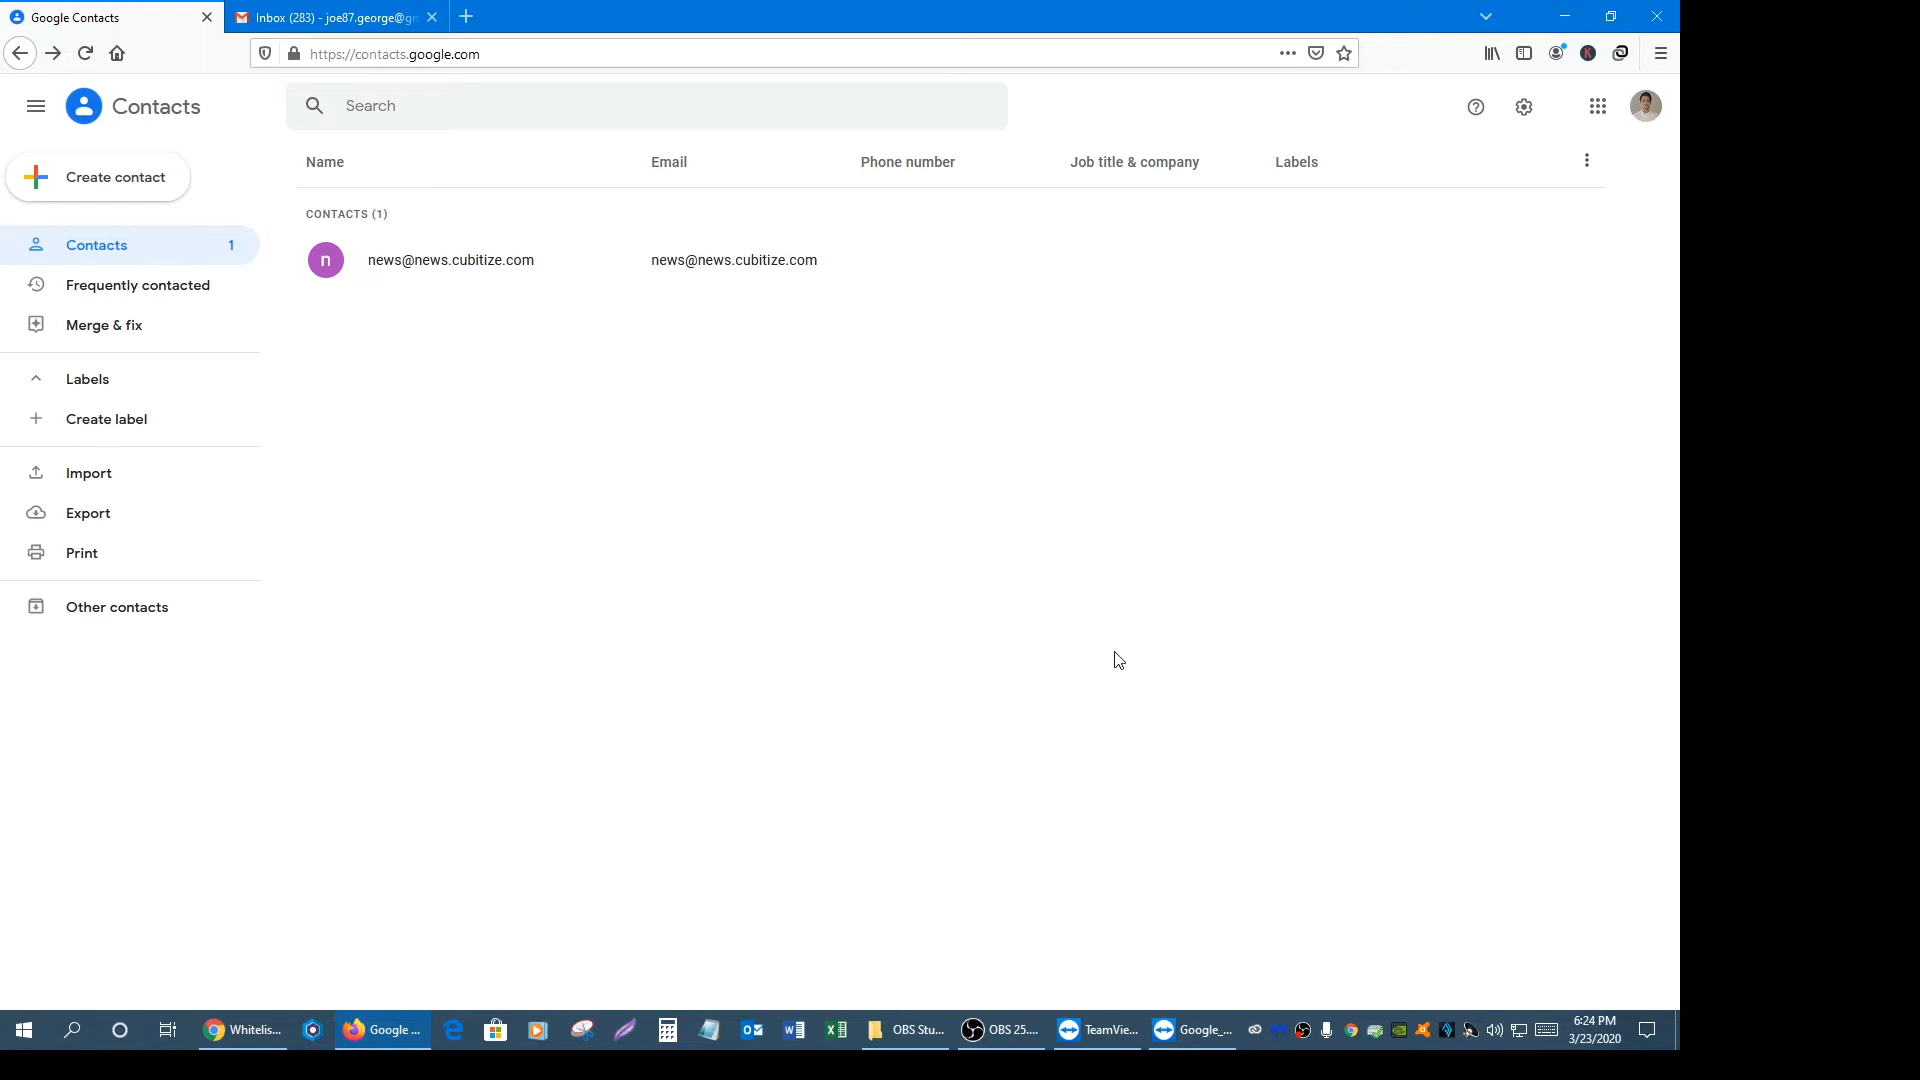 Google Contacts
Inbox (283) - joe87.george@gm
https://contacts.google.com
Contacts
Search
Create contact
Name Email Phone number Job title & company Labels
CONTACTS (1)
Contacts 1
n news@news.cubitize.com news@news.cubitize.com
Frequently contacted
Merge & fix
Labels
Create label
Import
Export
Print
Other contacts
Whitelis... Google ... OBS Stu... OBS 25.... TeamVie... Google_...
6:24 PM
3/23/2020